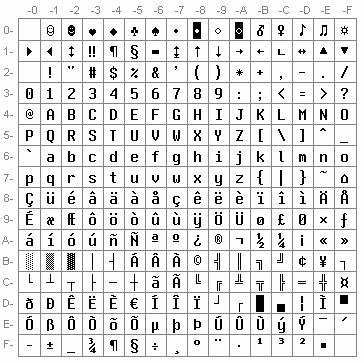 -0 -1 -2 -3 -4 -5 -6 -7 -8 -9 -A -B -C -D -E -F
0- ☺ ☻ ♥ ♦ ♣ ♠ • ◘ ○ ◙ ♂ ♀ ♪ ♫ ☼
1- ► ◄ ↕ ‼ ¶ § ▬ ↨ ↑ ↓ → ← ∟ ↔ ▲ ▼
2- ! " # $ % & ' ( ) * + , - . /
3- 0 1 2 3 4 5 6 7 8 9 : ; < = > ?
4- @ A B C D E F G H I J K L M N O
5- P Q R S T U V W X Y Z [ \ ] ^ _
6- ` a b c d e f g h i j k l m n o
7- p q r s t u v w x y z { | } ~ ⌂
8- Ç ü é â ä à å ç ê ë è ï î ì Ä Å
9- É æ Æ ô ö ò û ù ÿ Ö Ü ø £ Ø × ƒ
A- á í ó ú ñ Ñ ª º ¿ ® ¬ ½ ¼ ¡ « »
B- ░ ▒ ▓ │ ┤ Á Â À © ╣ ║ ╗ ╝ ¢ ¥ ┐
C- └ ┴ ┬ ├ ─ ┼ ã Ã ╚ ╔ ╩ ╦ ╠ ═ ╬ ¤
D- ð Ð Ê Ë È € Í Î Ï ┘ ┌ █ ▄ ¦ Ì ▀
E- Ó ß Ô Ò õ Õ µ þ Þ Ú Û Ù ý Ý ¯ ´
F- - ± ‗ ¾ ¶ § ÷ ¸ ° ¨ · ¹ ³ ² ▪